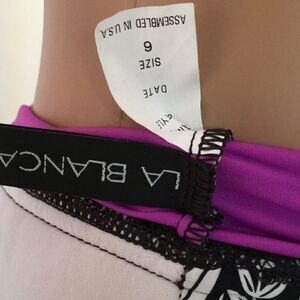 ASSEMBLED IN U.S.A.
6
SIZE
DATE
LA BLANCA